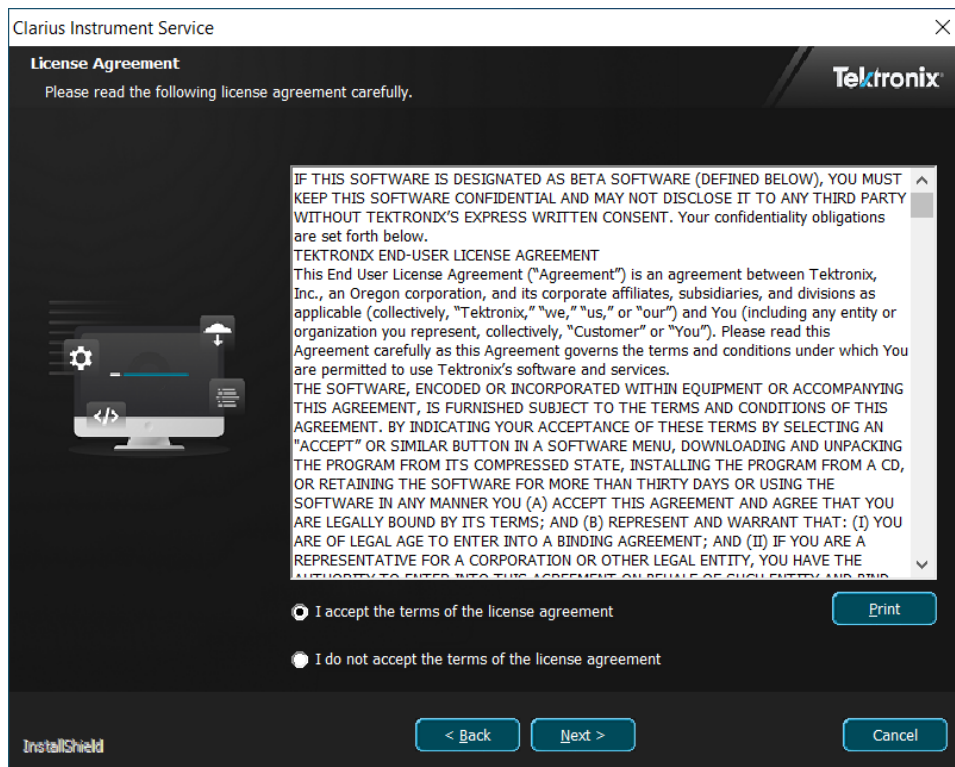 Clarius Instrument Service
License Agreement
Please read the following license agreement carefully.
Tektronix
IF THIS SOFTWARE IS DESIGNATED AS BETA SOFTWARE (DEFINED BELOW), YOU MUST
KEEP THIS SOFTWARE CONFIDENTIAL AND MAY NOT DISCLOSE IT TO ANY THIRD PARTY
WITHOUT TEKTRONIX’S EXPRESS WRITTEN CONSENT. Your confidentiality obligations
are set forth below.
TEKTRONIX END-USER LICENSE AGREEMENT
This End User License Agreement (“Agreement”) is an agreement between Tektronix,
Inc., an Oregon corporation, and its corporate affiliates, subsidiaries, and divisions as
applicable (collectively, “Tektronix,” “we,” “us,” or “our”) and You (including any entity or
organization you represent, collectively, “Customer” or “You”). Please read this
Agreement carefully as this Agreement governs the terms and conditions under which You
are permitted to use Tektronix’s software and services.
THE SOFTWARE, ENCODED OR INCORPORATED WITHIN EQUIPMENT OR ACCOMPANYING
THIS AGREEMENT, IS FURNISHED SUBJECT TO THE TERMS AND CONDITIONS OF THIS
AGREEMENT. BY INDICATING YOUR ACCEPTANCE OF THESE TERMS BY SELECTING AN
"ACCEPT” OR SIMILAR BUTTON IN A SOFTWARE MENU, DOWNLOADING AND UNPACKING
THE PROGRAM FROM ITS COMPRESSED STATE, INSTALLING THE PROGRAM FROM A CD,
OR RETAINING THE SOFTWARE FOR MORE THAN THIRTY DAYS OR USING THE
SOFTWARE IN ANY MANNER YOU (A) ACCEPT THIS AGREEMENT AND AGREE THAT YOU
ARE LEGALLY BOUND BY ITS TERMS; AND (B) REPRESENT AND WARRANT THAT: (I) YOU
ARE OF LEGAL AGE TO ENTER INTO A BINDING AGREEMENT; AND (II) IF YOU ARE A
REPRESENTATIVE FOR A CORPORATION OR OTHER LEGAL ENTITY, YOU HAVE THE
AUTHORITY TO ENTER INTO THIS AGREEMENT ON BEHALF OF SUCH ENTITY AND BIND
I accept the terms of the license agreement
Print
I do not accept the terms of the license agreement
InstallShield
< Back
Next >
Cancel